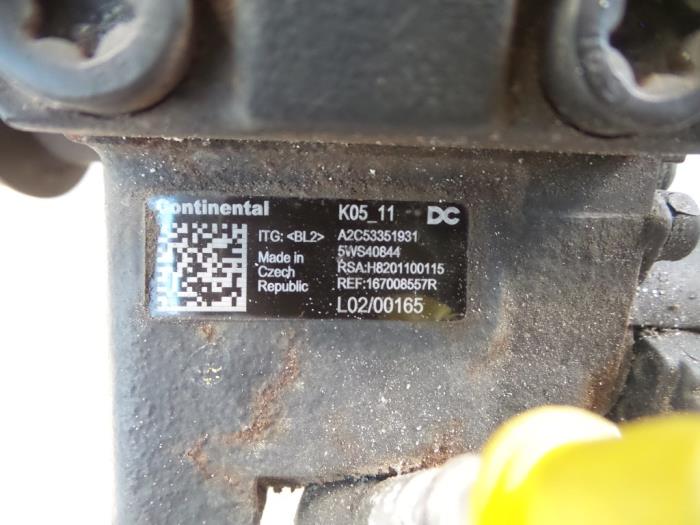 Continental K05_11 DC
ITG: <BL2> A2C53351931
Made in 5WS40844
Czech RSA:H8201100115
Republic REF:167008557R
L02/00165